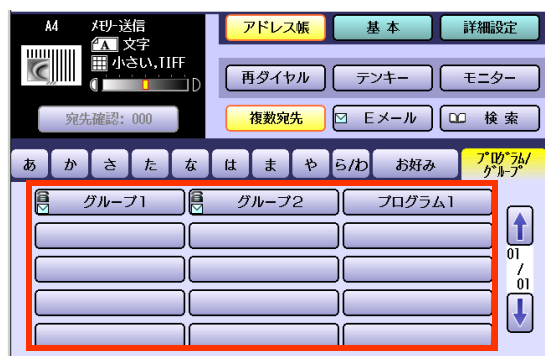 A4 ﾒﾓﾘｰ送信
A 文字
小さい,TIFF
D
宛先確認: 000
アドレス帳
基 本
詳細設定
再ダイヤル
テンキー
モニター
複数宛先
Eメール
検 索
あ か さ た な は ま や ら/わ お好み ﾌﾟﾛｸﾞﾗﾑ/
ｸﾞﾙｰﾌﾟ
グループ1
グループ2
プログラム1
01
/
01